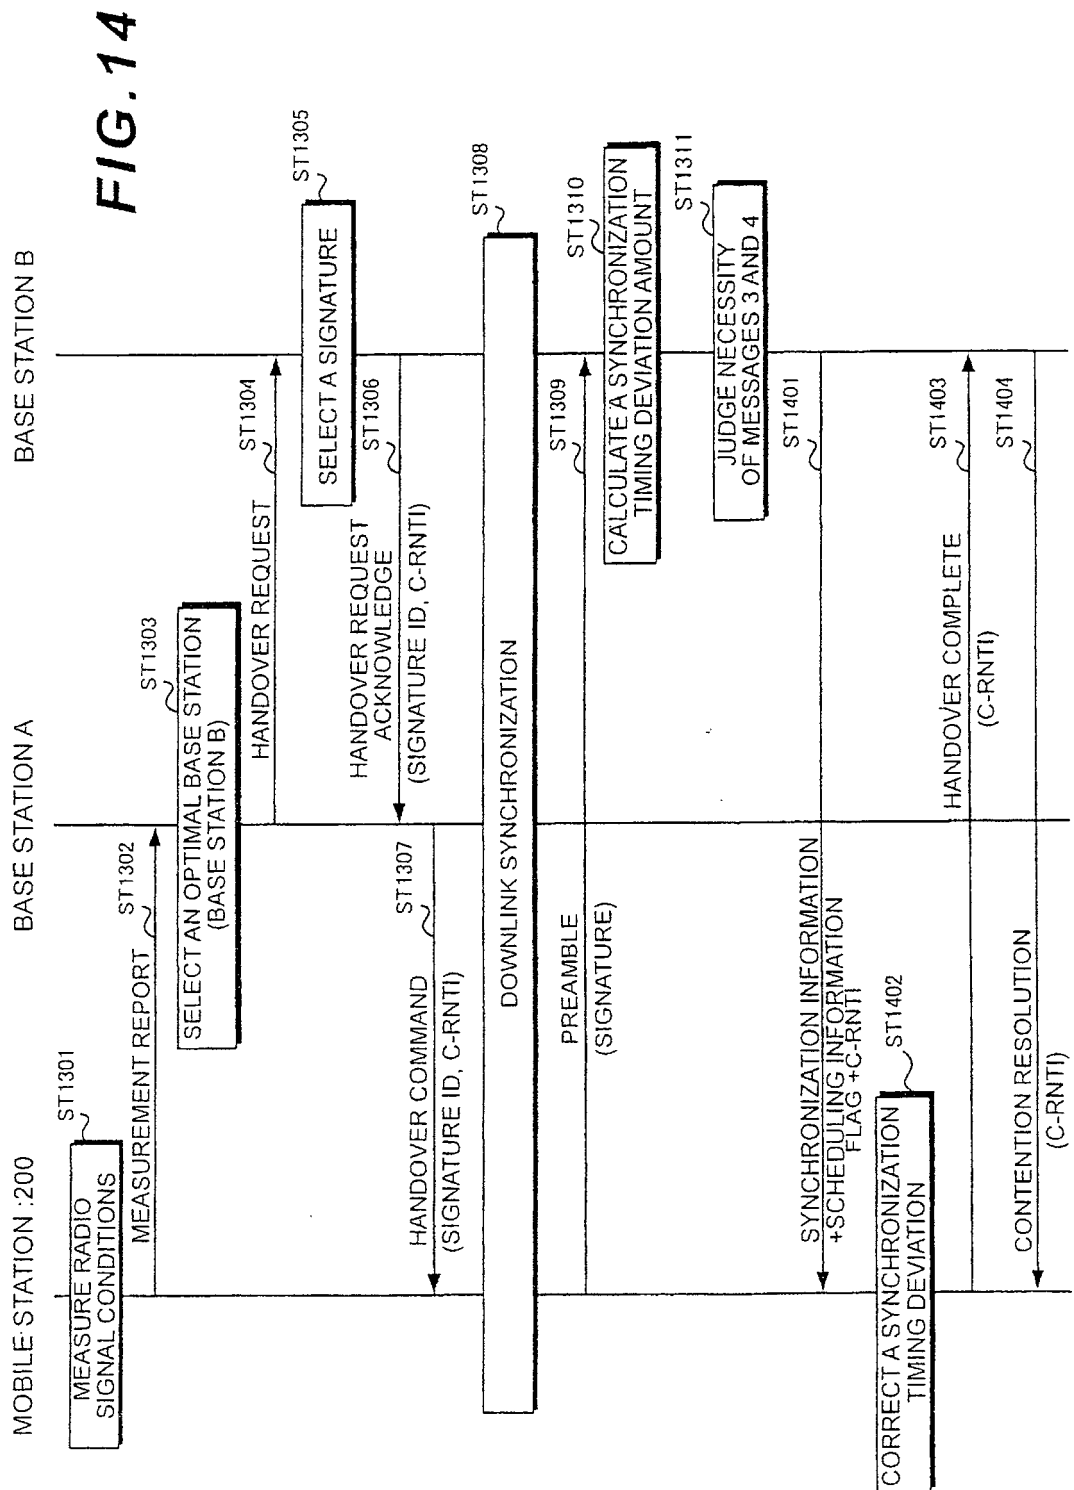 FIG. 14
MOBILE STATION :200
BASE STATION A
BASE STATION B
ST1301
MEASURE RADIO
SIGNAL CONDITIONS
MEASUREMENT REPORT
ST1302
ST1303
SELECT AN OPTIMAL BASE STATION
(BASE STATION B)
HANDOVER REQUEST
ST1304
ST1305
SELECT A SIGNATURE
HANDOVER REQUEST
ACKNOWLEDGE
ST1306
(SIGNATURE ID, C-RNTI)
HANDOVER COMMAND
ST1307
(SIGNATURE ID, C-RNTI)
ST1308
DOWNLINK SYNCHRONIZATION
PREAMBLE
ST1309
(SIGNATURE)
ST1310
CALCULATE A SYNCHRONIZATION
TIMING DEVIATION AMOUNT
ST1311
JUDGE NECESSITY
OF MESSAGES 3 AND 4
ST1401
SYNCHRONIZATION INFORMATION
+SCHEDULING INFORMATION
FLAG +C-RNTI
ST1402
CORRECT A SYNCHRONIZATION
TIMING DEVIATION
HANDOVER COMPLETE
ST1403
(C-RNTI)
CONTENTION RESOLUTION
ST1404
(C-RNTI)